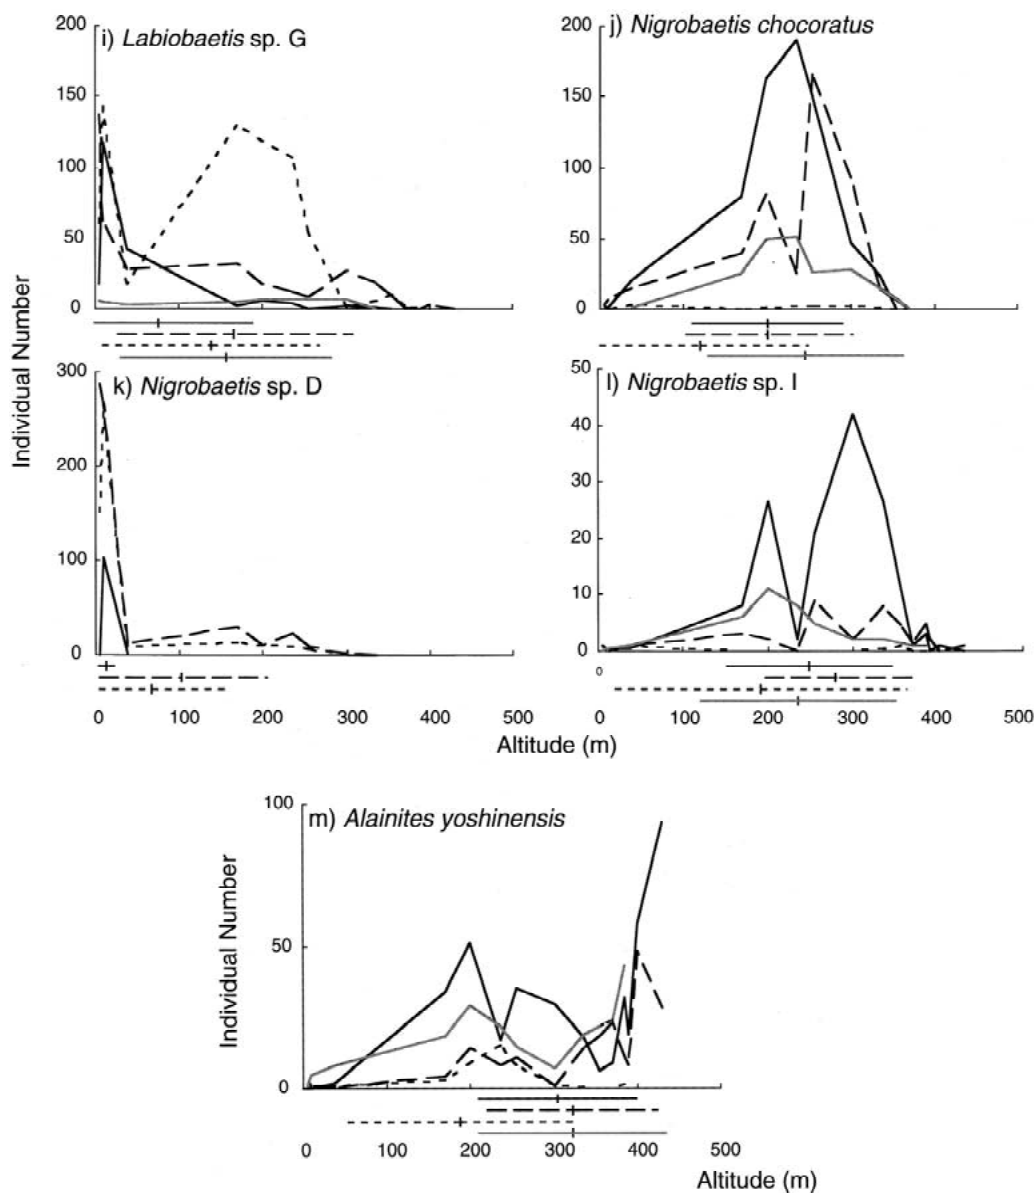 i) Labiobaetis sp. G
200
150
100
50
0
j) Nigrobaetis chocoratus
200
150
100
50
0
Individual Number
k) Nigrobaetis sp. D
300
200
100
0
0 100 200 300 400 500
l) Nigrobaetis sp. I
50
40
30
20
10
0
0
0 100 200 300 400 500
Altitude (m)
m) Alainites yoshinensis
100
50
0
Individual Number
0 100 200 300 400 500
Altitude (m)